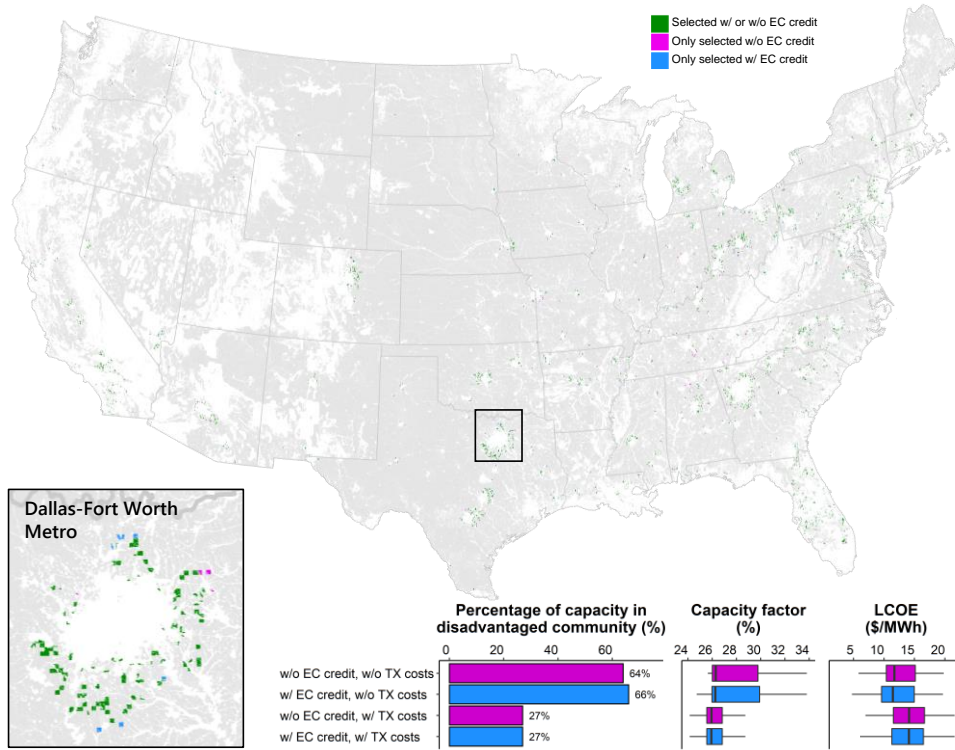 Selected w/ or w/o EC credit
Only selected w/o EC credit
Only selected w/ EC credit
Dallas-Fort Worth
Metro
Percentage of capacity in
disadvantaged community (%)
0 20 40 60
w/o EC credit, w/o TX costs 64%
w/ EC credit, w/o TX costs 66%
w/o EC credit, w/ TX costs 27%
w/ EC credit, w/ TX costs 27%
Capacity factor
(%)
24 26 28 30 32 34
LCOE
($/MWh)
5 10 15 20